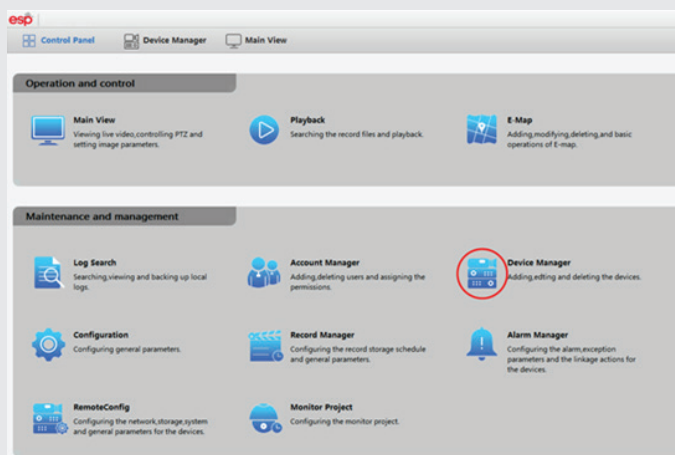 esp
Control Panel Device Manager Main View
Operation and control
Main View
Viewing live video,controlling PTZ and
setting image parameters.
Playback
Searching the record files and playback.
E-Map
Adding,modifying,deleting,and basic
operations of E-map.
Maintenance and management
Log Search
Searching,viewing and backing up local
logs.
Account Manager
Adding,deleting users and assigning the
permissions.
Device Manager
Adding,edting and deleting the devices.
Configuration
Configuring general parameters.
Record Manager
Configuring the record storage schedule
and general parameters.
Alarm Manager
Configuring the alarm,exception
parameters and the linkage actions for
the devices.
RemoteConfig
Configuring the network,storage,system
and general parameters for the devices.
Monitor Project
Configuring the monitor project.